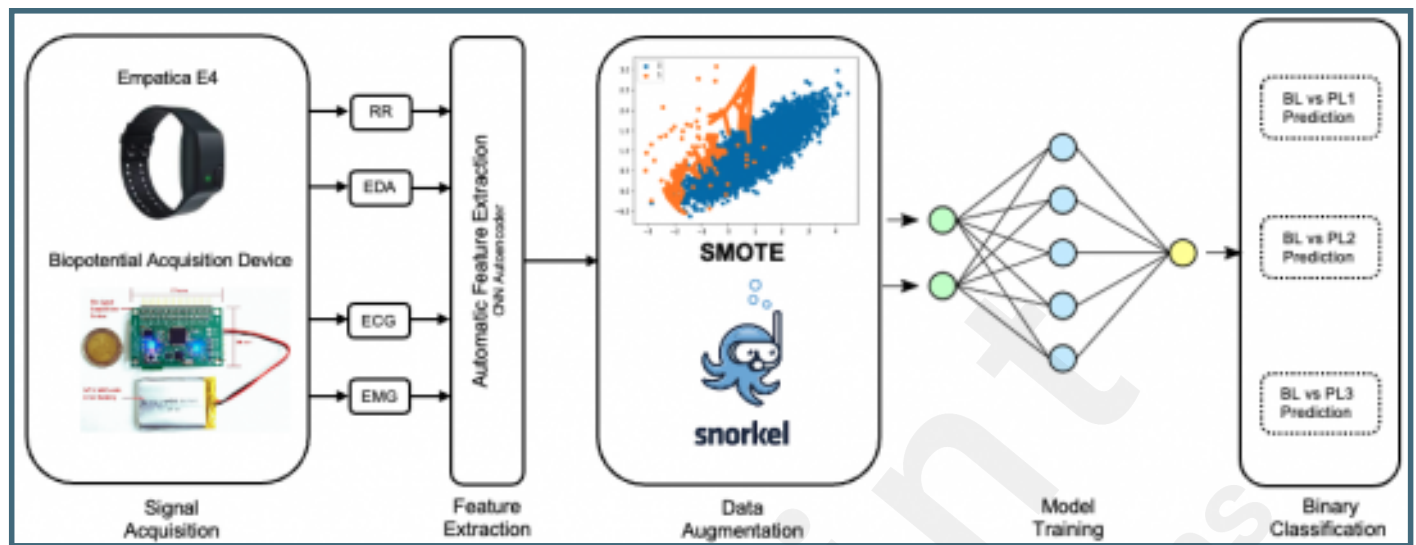 Empatica E4
Biopotential Acquisition Device
RR
EDA
ECG
EMG
Automatic Feature Extraction
CNN Autoencoder
SMOTE
snorkel
BL vs PL1
Prediction
BL vs PL2
Prediction
BL vs PL3
Prediction
Signal
Acquisition
Feature
Extraction
Data
Augmentation
Model
Training
Binary
Classification